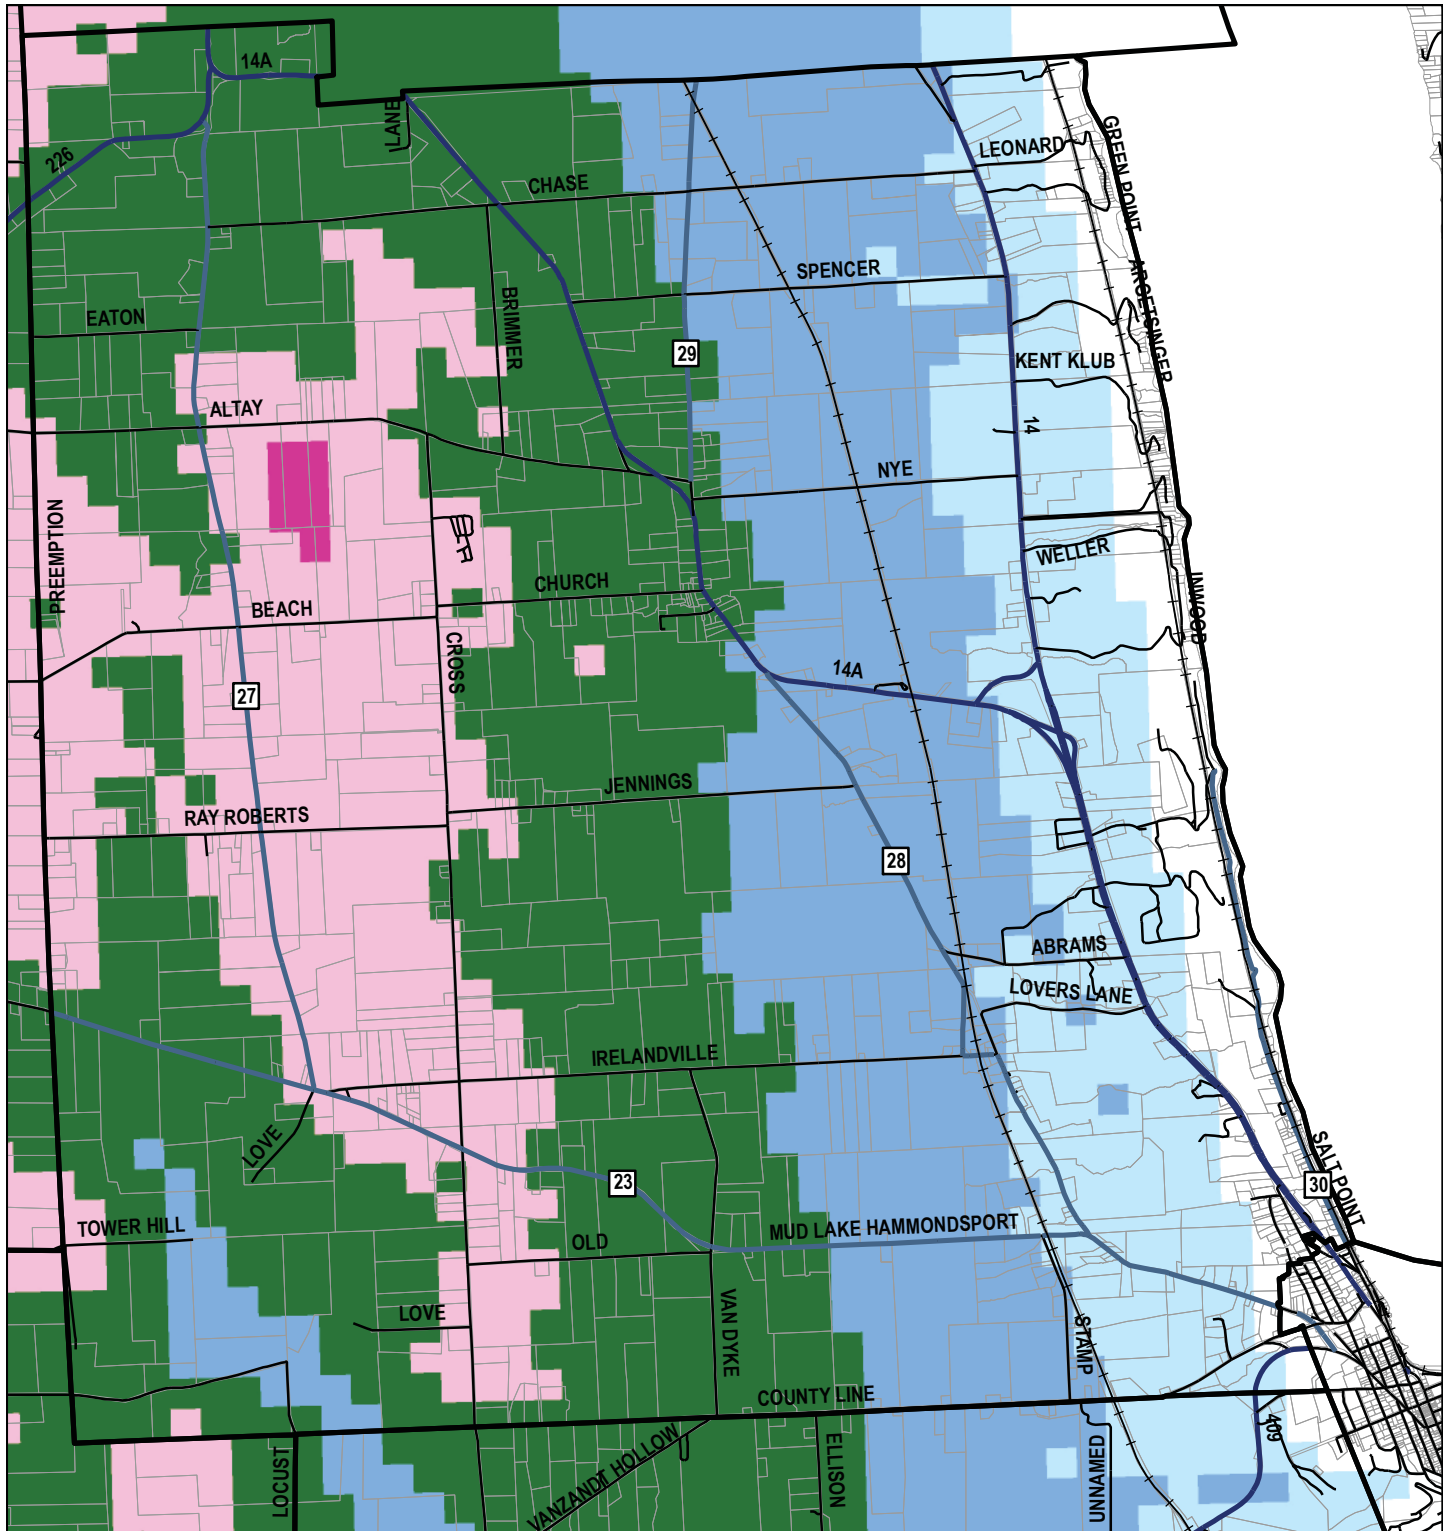 14A
LANE
226
LEONARD
GREEN POINT
CHASE
SPENCER
ARGETSINGER
BRIMMER
EATON
29
KENT KLUB
ALTAY
14
NYE
PREEMPTION
WELLER
CHURCH
INWOOD
BEACH
CROSS
14A
27
JENNINGS
RAY ROBERTS
28
ABRAMS
LOVERS LANE
IRELANDVILLE
LOVE
SALT POINT
23
30
TOWER HILL
MUD LAKE HAMMONDSPORT
OLD
LOVE
VAN DYKE
STAMP
COUNTY LINE
409
LOCUST
VANZANDT HOLLOW
ELLISON
UNNAMED